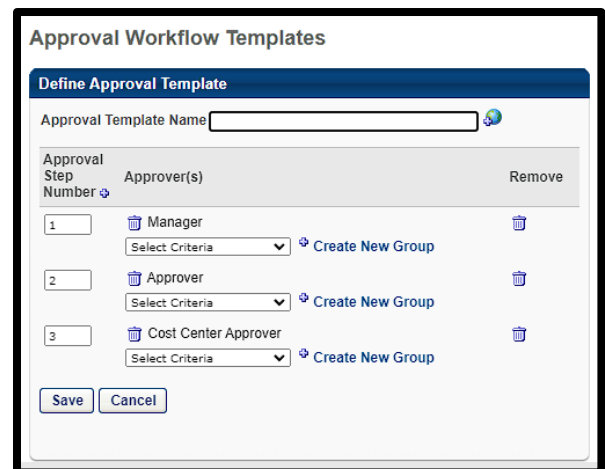 Approval Workflow Templates
Define Approval Template
Approval Template Name
Approval
Step
Number
Approver(s)
Remove
1
Manager
Select Criteria
Create New Group
2
Approver
Select Criteria
Create New Group
3
Cost Center Approver
Select Criteria
Create New Group
Save Cancel